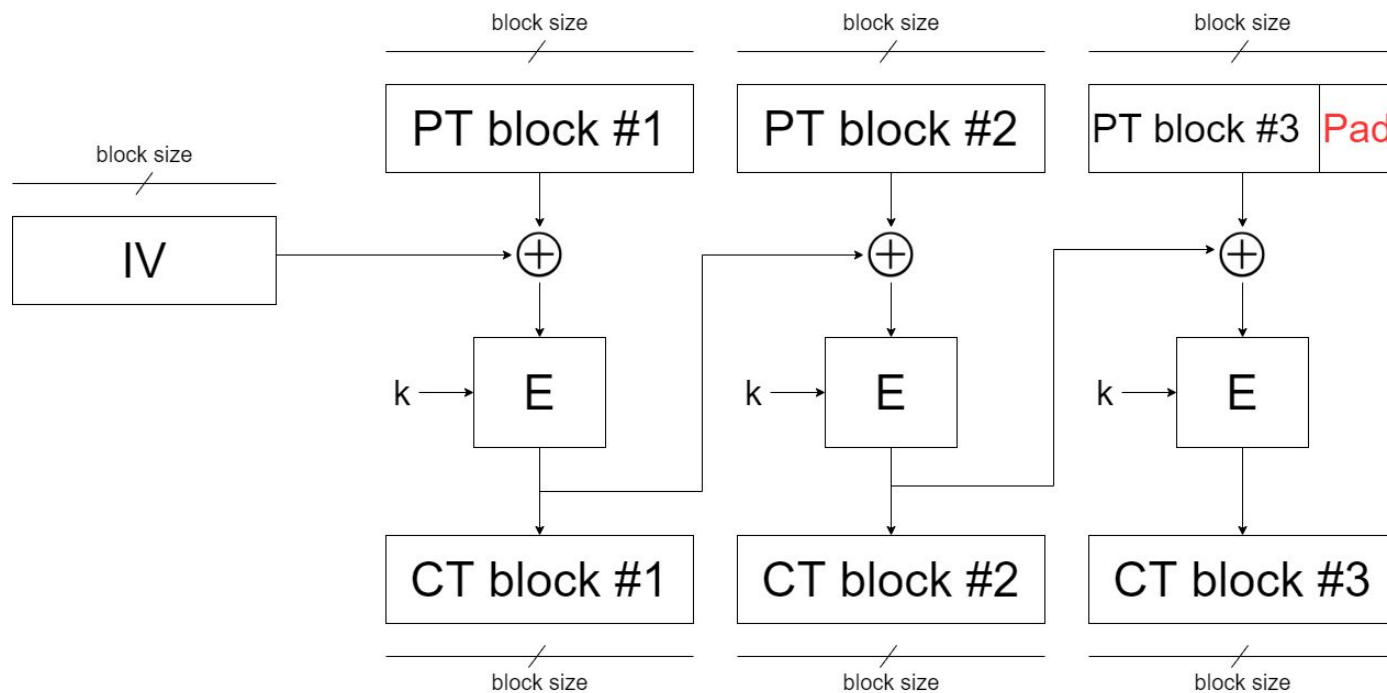 block size
block size
block size
PT block #1
PT block #2
PT block #3
Pad
block size
IV
k
E
k
E
k
E
CT block #1
CT block #2
CT block #3
block size
block size
block size